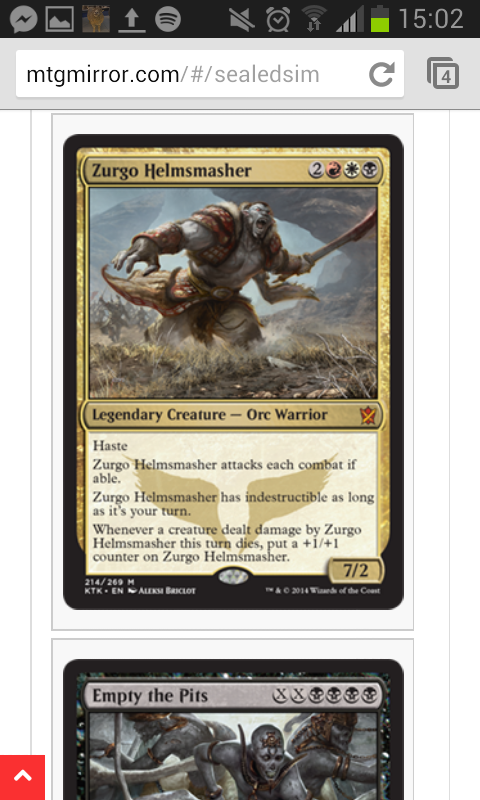 15:02
mtgmirror.com/#/sealedsim
4
Zurgo Helmsmasher 2
Legendary Creature — Orc Warrior
Haste
Zurgo Helmsmasher attacks each combat if
able.
Zurgo Helmsmasher has indestructible as long
as it's your turn.
Whenever a creature dealt damage by Zurgo
Helmsmasher this turn dies, put a +1/+1
counter on Zurgo Helmsmasher.
7/2
214/269 M
KTK • EN ALEKSI BRICLOT
™ & © 2014 Wizards of the Coast
Empty the Pits X X